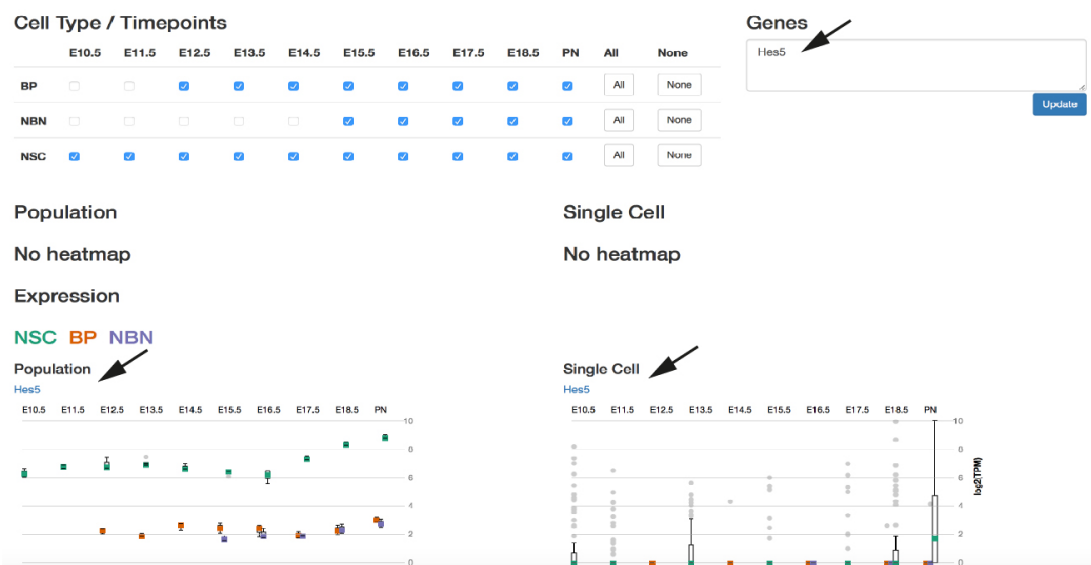 Cell Type / Timepoints
Genes
E10.5 E11.5 E12.5 E13.5 E14.5 E15.5 E16.5 E17.5 E18.5 PN All None
Hes5
BP All None
Update
NBN All None
NSC All None
Population
Single Cell
No heatmap
No heatmap
Expression
NSC BP NBN
Population
Single Cell
Hes5
Hes5
E10.5 E11.5 E12.5 E13.5 E14.5 E15.5 E16.5 E17.5 E18.5 PN
10
8
6
4
2
0
E10.5 E11.5 E12.5 E13.5 E14.5 E15.5 E16.5 E17.5 E18.5 PN
10
8
6
4
2
0
log2(TPM)